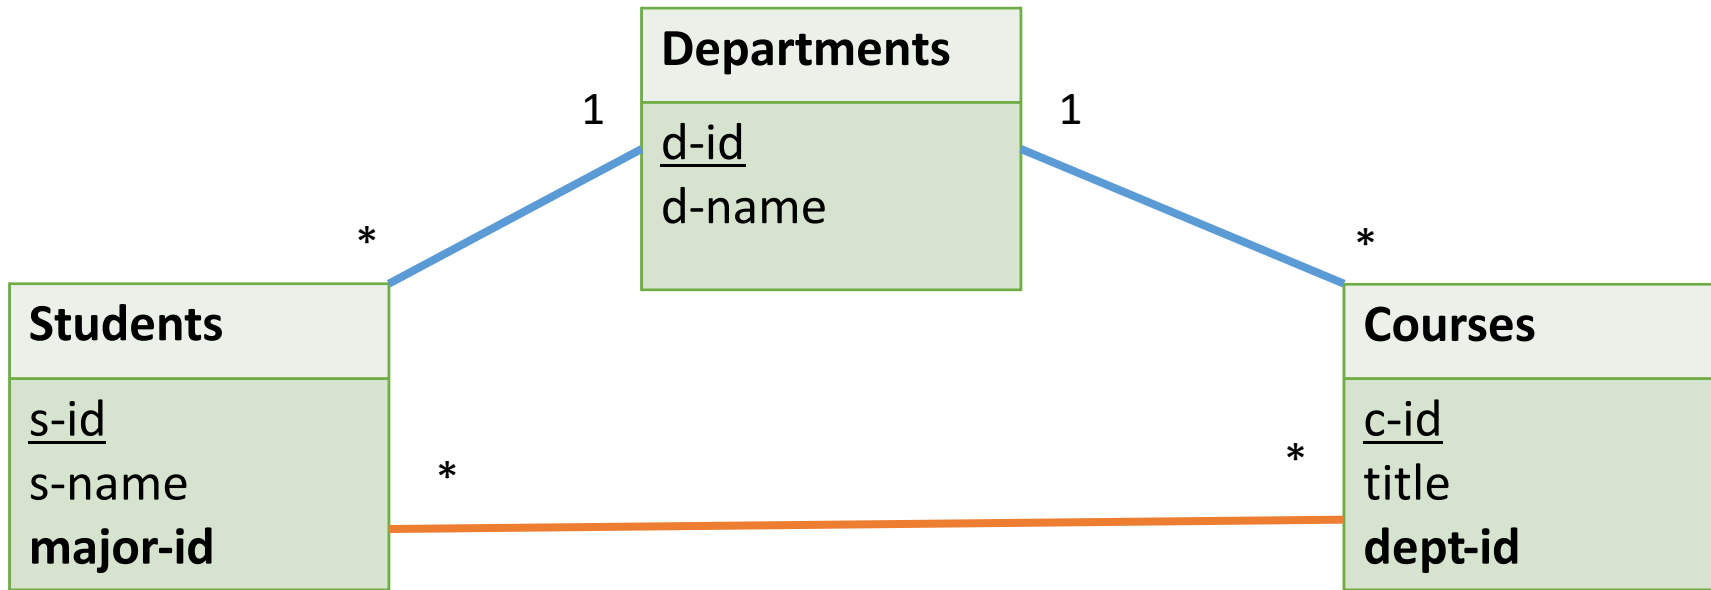 Departments
1
1
d-id
d-name
*
*
Students
Courses
s-id
c-id
*
*
s-name
title
major-id
dept-id